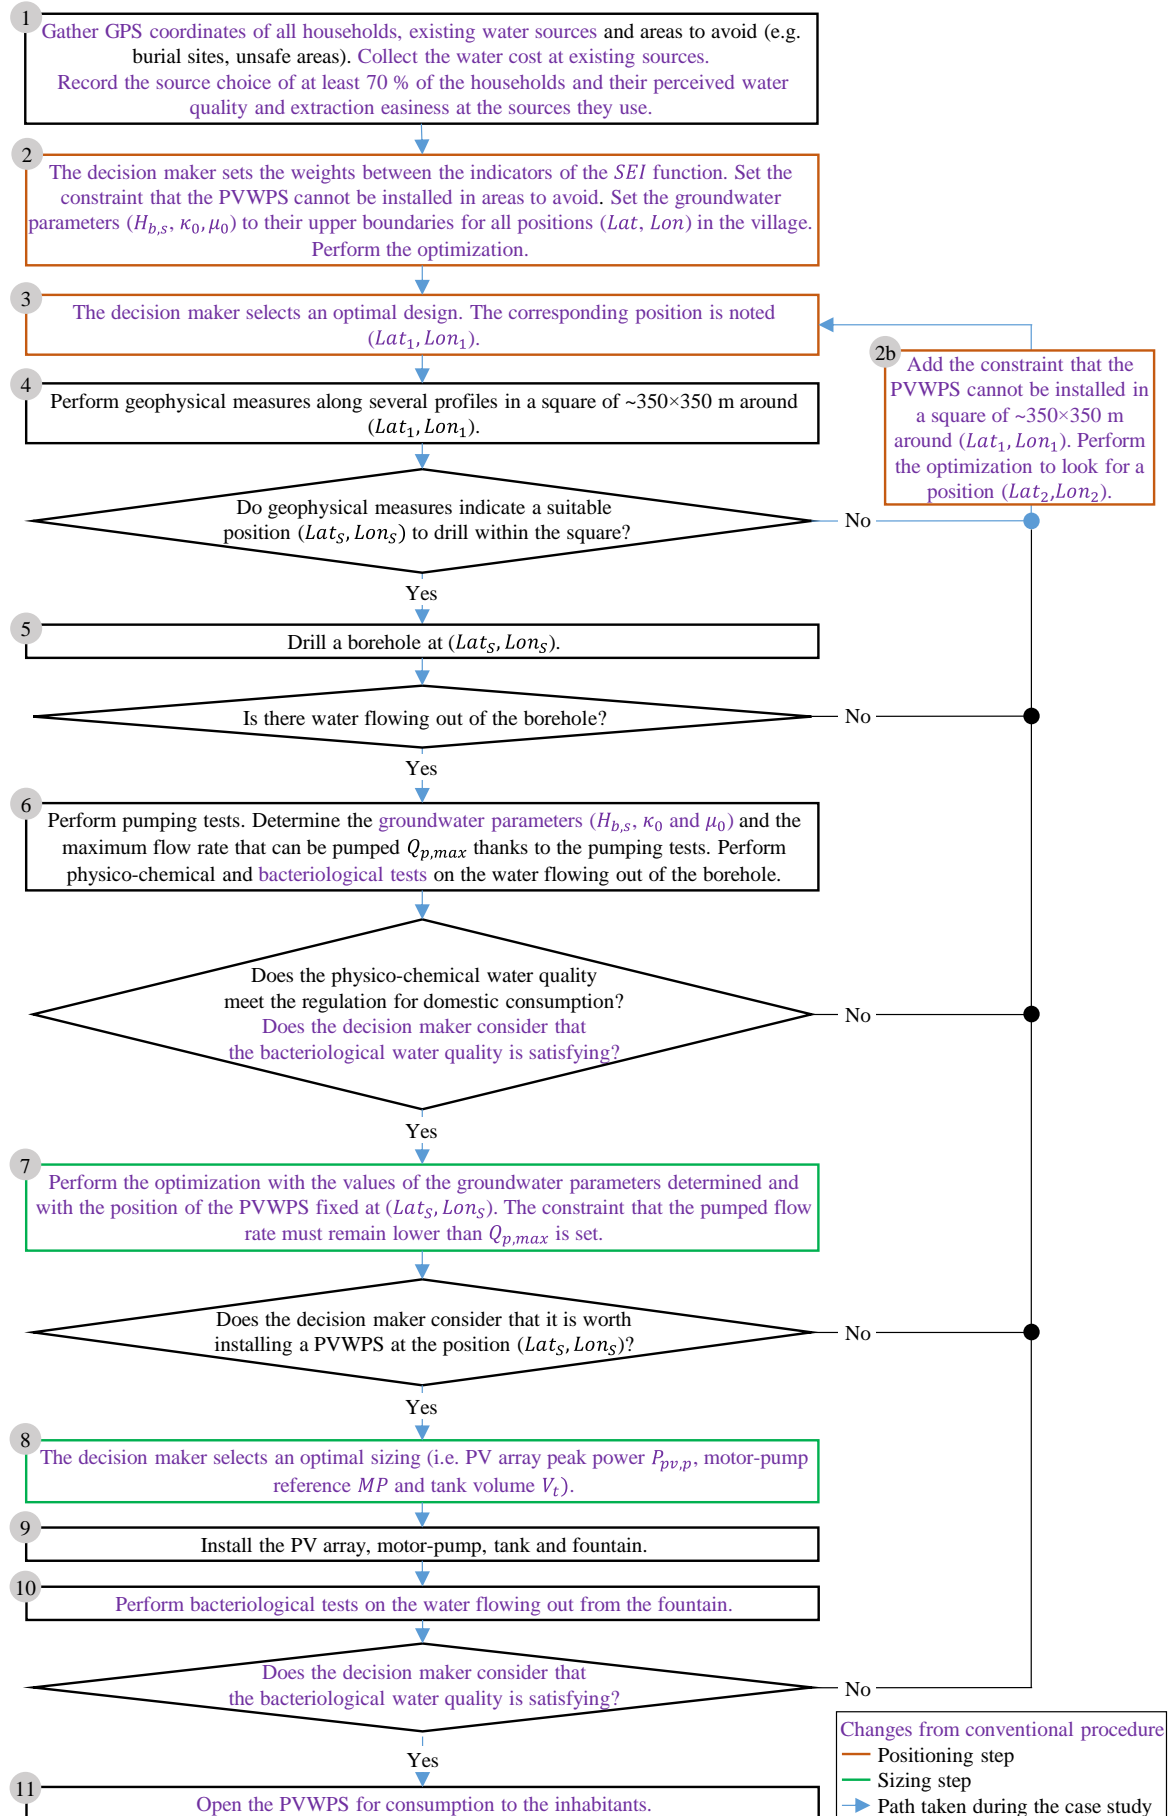 1
Gather GPS coordinates of all households, existing water sources and areas to avoid (e.g.
burial sites, unsafe areas). Collect the water cost at existing sources.
Record the source choice of at least 70 % of the households and their perceived water
quality and extraction easiness at the sources they use.
2
The decision maker sets the weights between the indicators of the SEI function. Set the
constraint that the PVWPS cannot be installed in areas to avoid. Set the groundwater
parameters (H_{b,s}, κ_0, μ_0) to their upper boundaries for all positions (Lat, Lon) in the village.
Perform the optimization.
3
The decision maker selects an optimal design. The corresponding position is noted
(Lat_1, Lon_1).
2b
Add the constraint that the
PVWPS cannot be installed in
a square of ~350×350 m
around (Lat_1, Lon_1). Perform
the optimization to look for a
position (Lat_2,Lon_2).
4
Perform geophysical measures along several profiles in a square of ~350×350 m around
(Lat_1, Lon_1).
Do geophysical measures indicate a suitable
position (Lat_S, Lon_S) to drill within the square?
No
Yes
5
Drill a borehole at (Lat_S, Lon_S).
Is there water flowing out of the borehole?
No
Yes
6
Perform pumping tests. Determine the groundwater parameters (H_{b,s}, κ_0 and μ_0) and the
maximum flow rate that can be pumped Q_{p,max} thanks to the pumping tests. Perform
physico-chemical and bacteriological tests on the water flowing out of the borehole.
Does the physico-chemical water quality
meet the regulation for domestic consumption?
Does the decision maker consider that
the bacteriological water quality is satisfying?
No
Yes
7
Perform the optimization with the values of the groundwater parameters determined and
with the position of the PVWPS fixed at (Lat_S, Lon_S). The constraint that the pumped flow
rate must remain lower than Q_{p,max} is set.
Does the decision maker consider that it is worth
installing a PVWPS at the position (Lat_S, Lon_S)?
No
Yes
8
The decision maker selects an optimal sizing (i.e. PV array peak power P_{pv,p}, motor-pump
reference MP and tank volume V_t).
9
Install the PV array, motor-pump, tank and fountain.
10
Perform bacteriological tests on the water flowing out from the fountain.
Does the decision maker consider that
the bacteriological water quality is satisfying?
No
Yes
11
Open the PVWPS for consumption to the inhabitants.
Changes from conventional procedure
Positioning step
Sizing step
Path taken during the case study